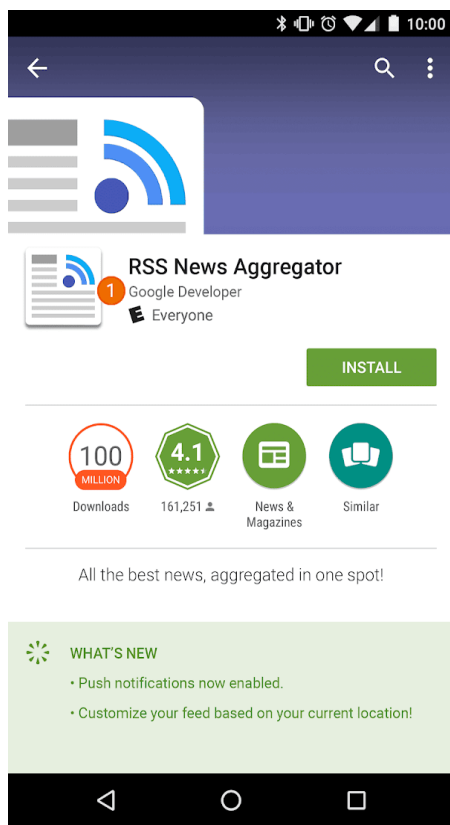 10:00
RSS News Aggregator
1
Google Developer
E Everyone
INSTALL
100
MILLION
4.1
Downloads
161,251
News &
Magazines
Similar
All the best news, aggregated in one spot!
WHAT'S NEW
• Push notifications now enabled.
• Customize your feed based on your current location!